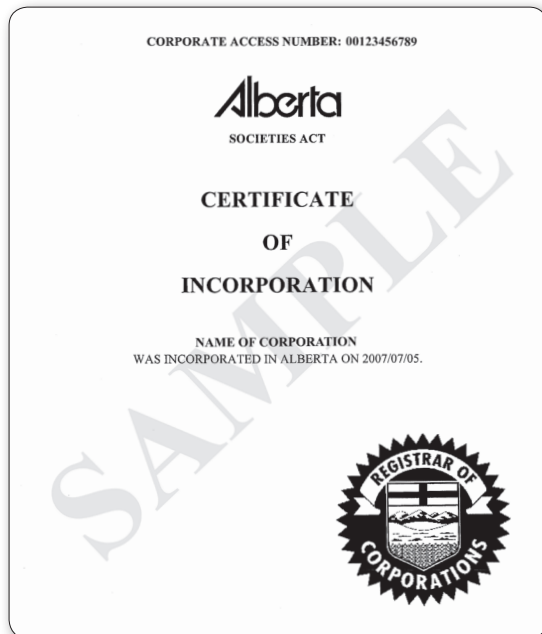 CORPORATE ACCESS NUMBER: 00123456789
Alberta
SOCIETIES ACT
CERTIFICATE
OF
INCORPORATION
NAME OF CORPORATION
WAS INCORPORATED IN ALBERTA ON 2007/07/05.
SAMPLE
REGISTRAR OF
CORPORATIONS